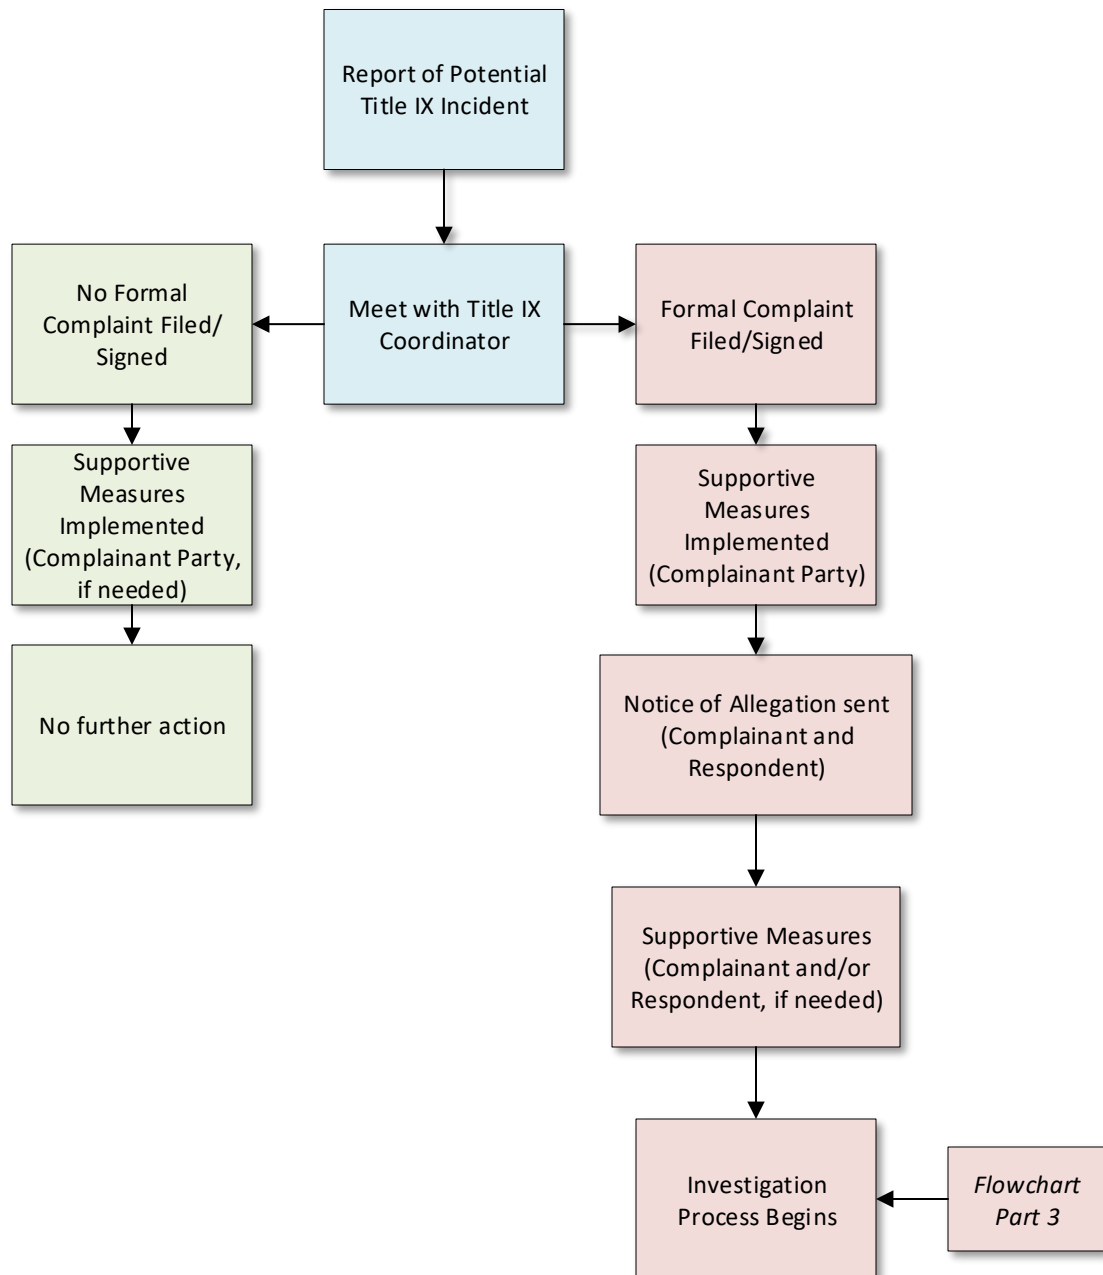 Report of Potential
Title IX Incident
No Formal
Complaint Filed/
Signed
Meet with Title IX
Coordinator
Formal Complaint
Filed/Signed
Supportive
Measures
Implemented
(Complainant Party,
if needed)
Supportive
Measures
Implemented
(Complainant Party)
No further action
Notice of Allegation sent
(Complainant and
Respondent)
Supportive Measures
(Complainant and/or
Respondent, if needed)
Investigation
Process Begins
Flowchart
Part 3